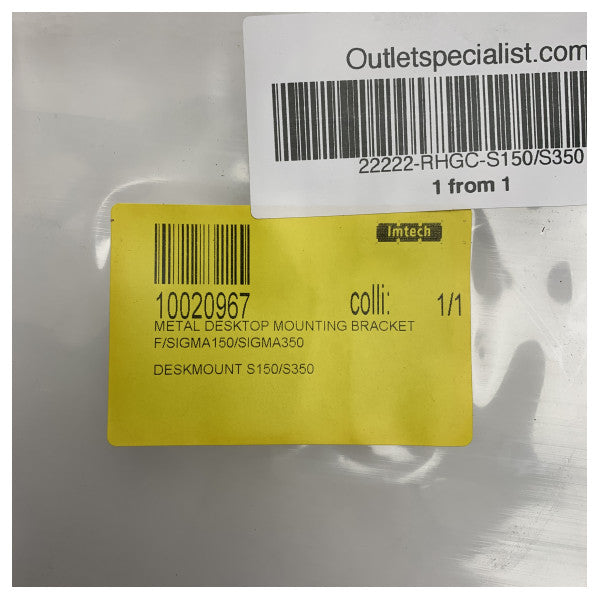 Outletspecialist.com
22222-RHGC-S150/S350
1 from 1
Imtech
10020967 colli: 1/1
METAL DESKTOP MOUNTING BRACKET
F/SIGMA150/SIGMA350
DESKMOUNT S150/S350